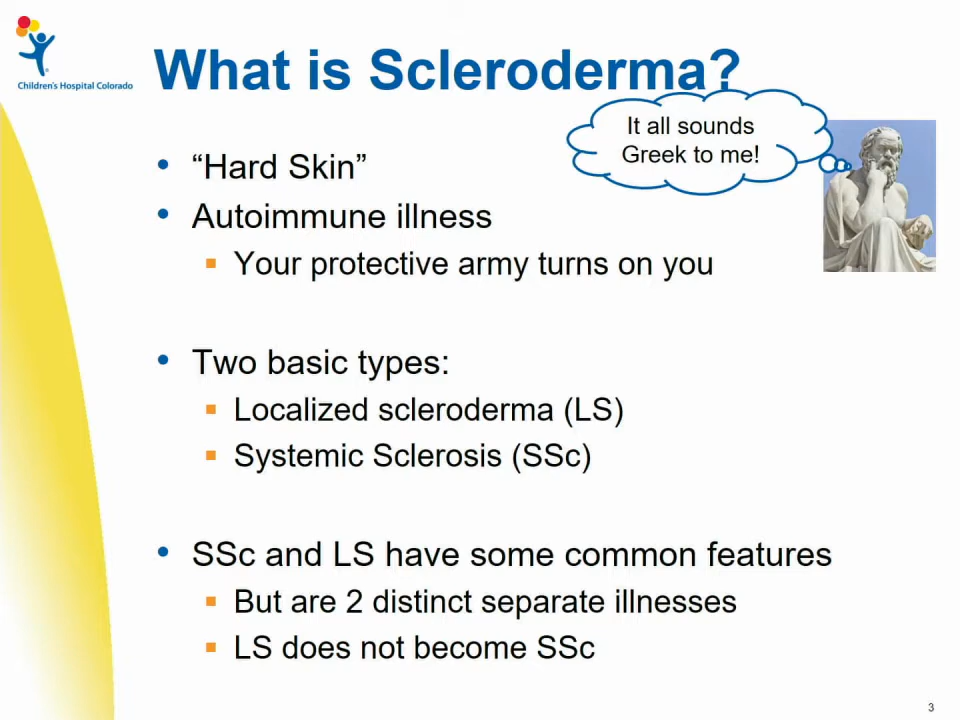 Children's Hospital Colorado
What is Scleroderma?
It all sounds
Greek to me!
• “Hard Skin”
• Autoimmune illness
▪ Your protective army turns on you
• Two basic types:
▪ Localized scleroderma (LS)
▪ Systemic Sclerosis (SSc)
• SSc and LS have some common features
▪ But are 2 distinct separate illnesses
▪ LS does not become SSc
3